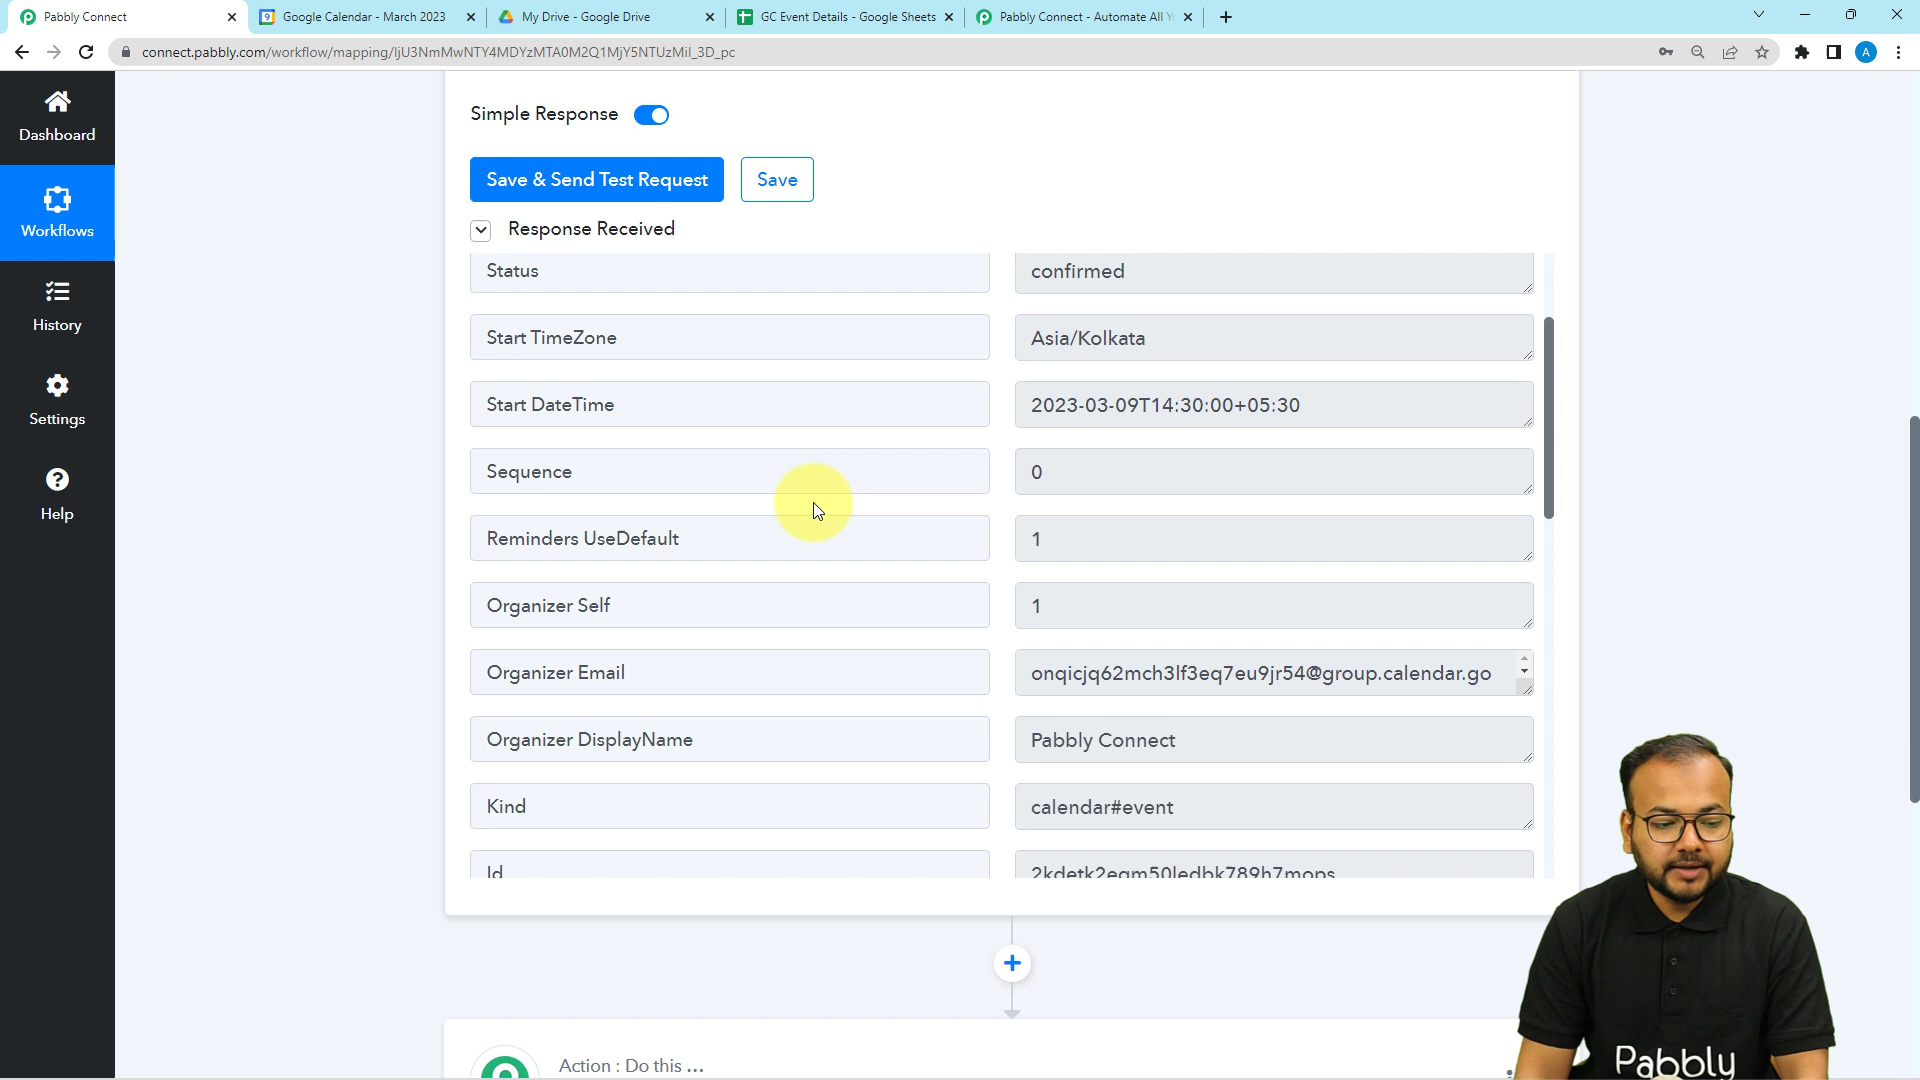 Pabbly Connect
Google Calendar - March 2023
My Drive - Google Drive
GC Event Details - Google Sheets
Pabbly Connect - Automate All Y
connect.pabbly.com/workflow/mapping/
A
Dashboard
Workflows
History
Settings
Help
Simple Response
Save & Send Test Request
Save
Response Received
Status
confirmed
Start TimeZone
Asia/Kolkata
Start DateTime
2023-03-09T14:30:00+05:30
Sequence
0
Reminders UseDefault
1
Organizer Self
1
Organizer Email
onqicjq62mch3lf3eq7eu9jr54@group.calendar.go
Organizer DisplayName
Pabbly Connect
Kind
calendar#event
Id
2kdetk2eqm50ledbk789h7mops
Action : Do this ...
Pabbly